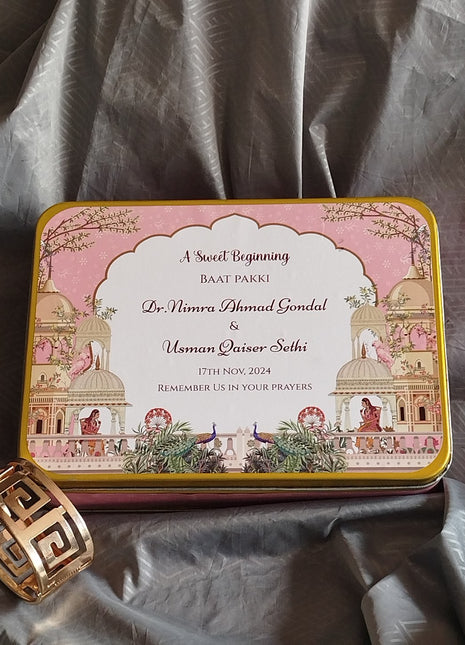 A Sweet Beginning
Baat pakki
Dr.Nimra Ahmad Gondal
&
Usman Qaiser Sethi
17th Nov, 2024
Remember Us in your prayers